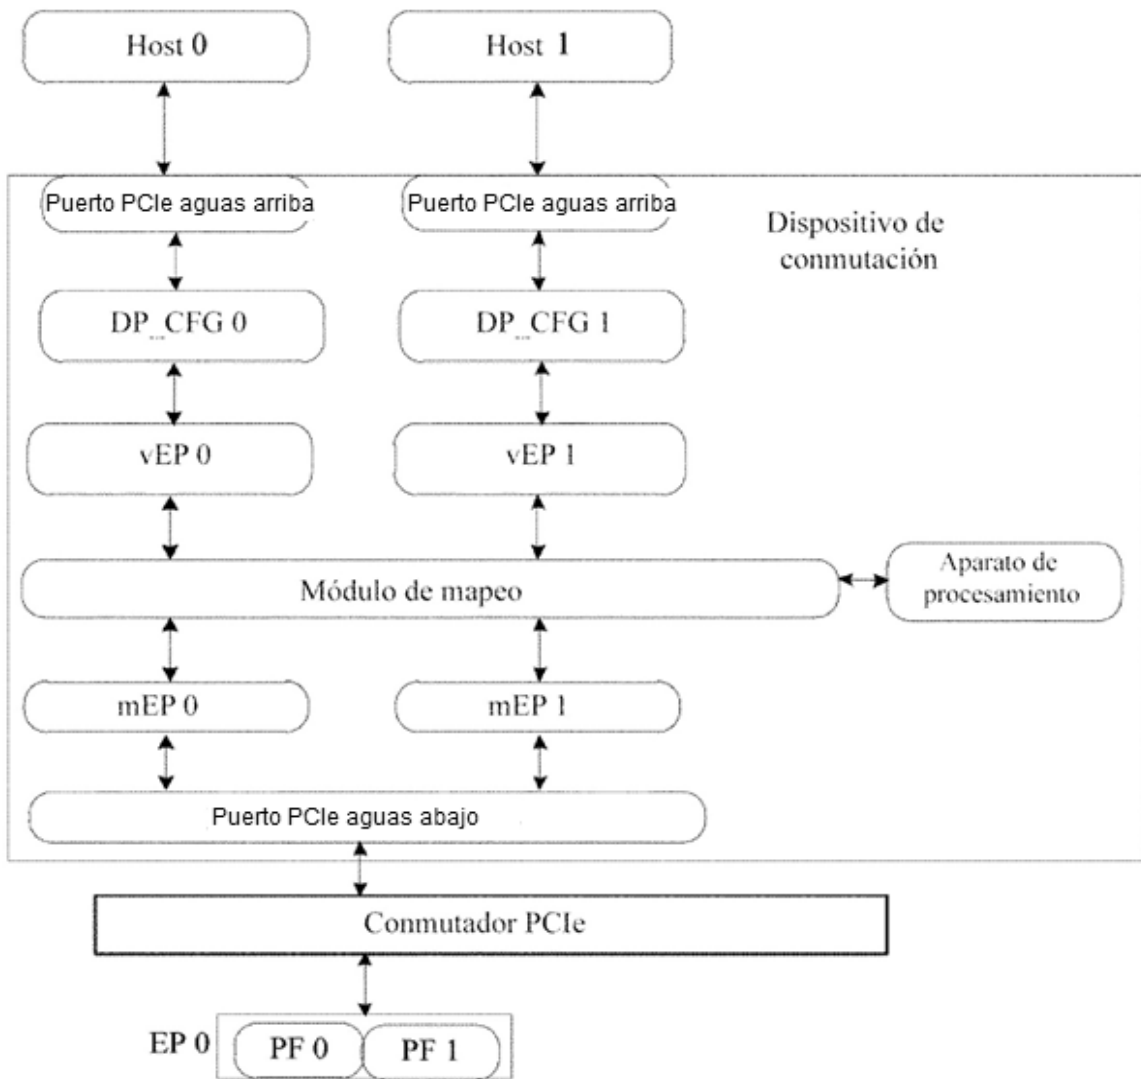 Host 0
Host 1
Puerto PCIe aguas arriba
Puerto PCIe aguas arriba
Dispositivo de
conmutación
DP_CFG 0
DP_CFG 1
vEP 0
vEP 1
Módulo de mapeo
Aparato de
procesamiento
mEP 0
mEP 1
Puerto PCIe aguas abajo
Conmutador PCIe
EP 0
PF 0
PF 1